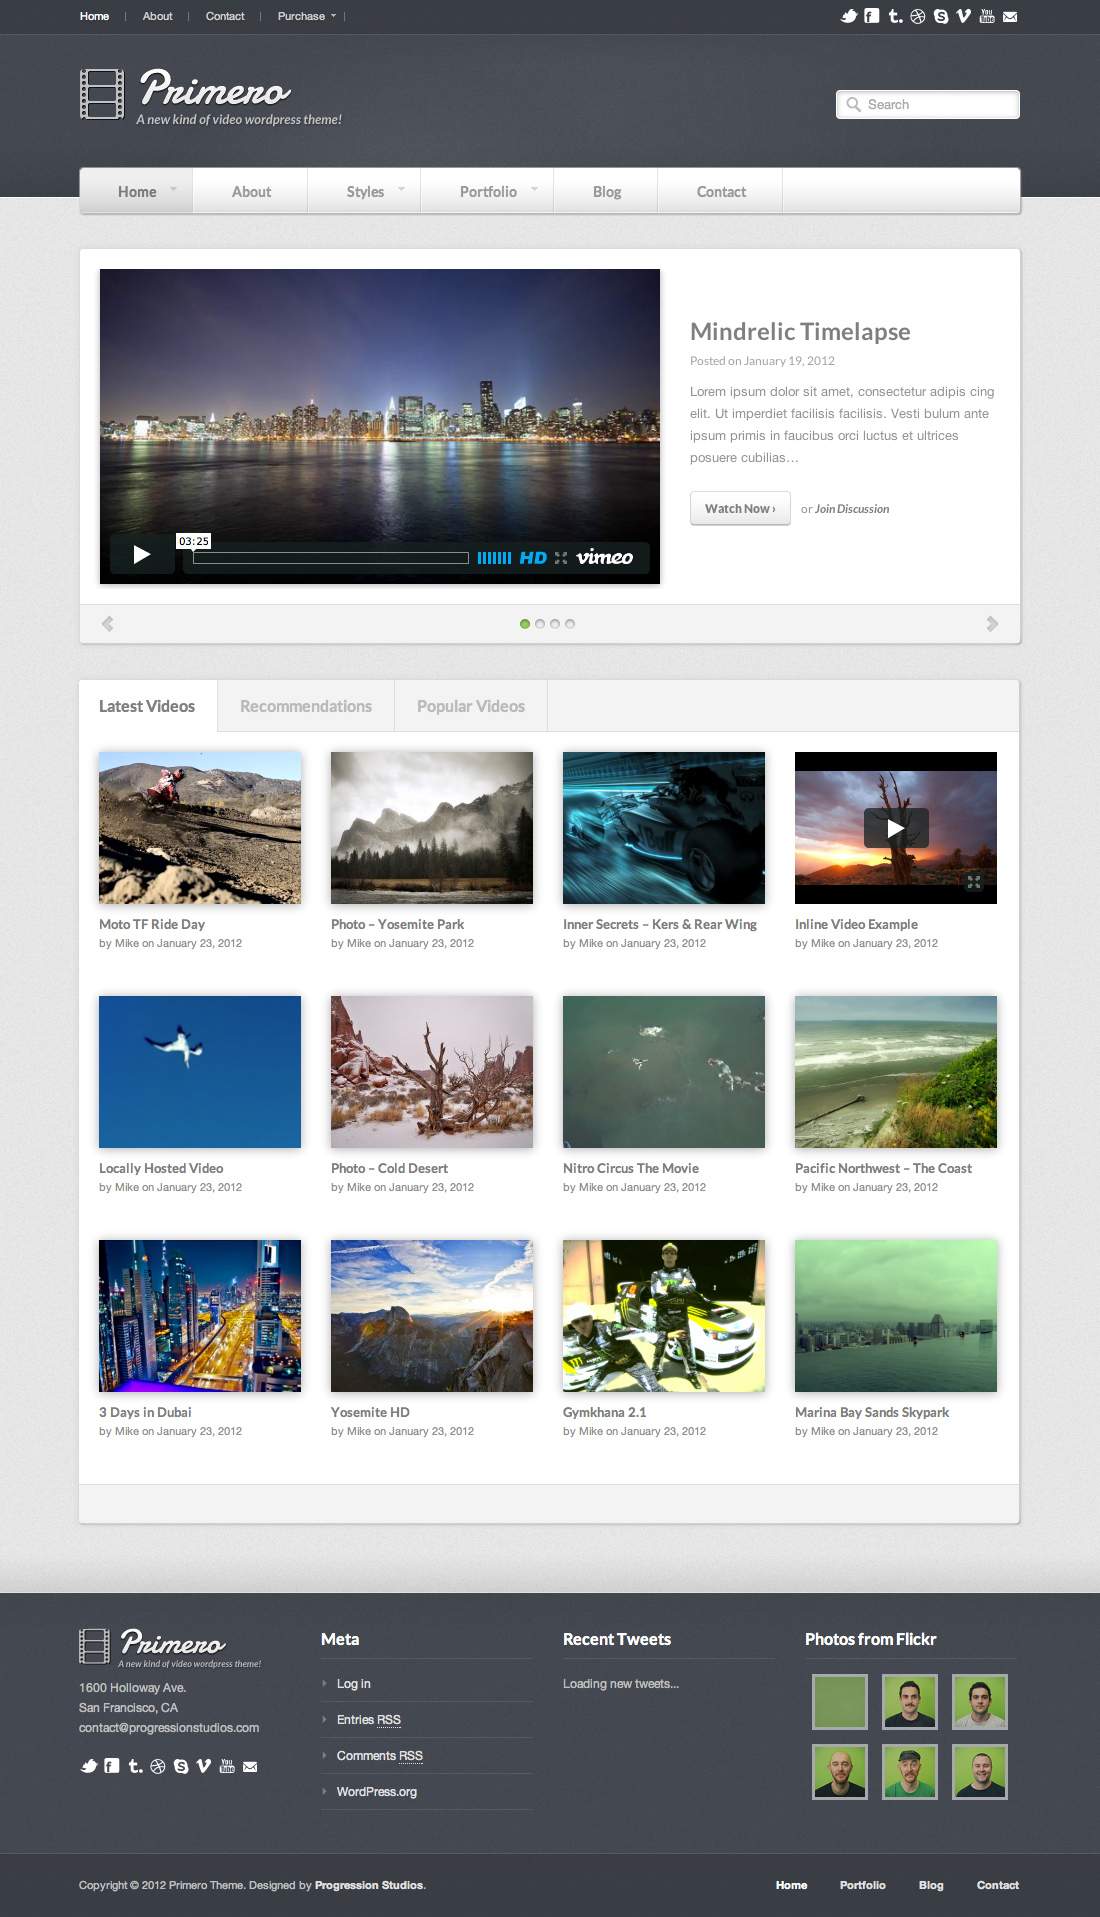 Home | About | Contact | Purchase |
Primero
A new kind of video wordpress theme!
Search
Home About Styles Portfolio Blog Contact
Mindrelic Timelapse
Posted on January 19, 2012
Lorem ipsum dolor sit amet, consectetur adipis cing
elit. Ut imperdiet facilisis facilisis. Vesti bulum ante
ipsum primis in faucibus orci luctus et ultrices
posuere cubilias...
Watch Now › or Join Discussion
03:25
HD vimeo
Latest Videos Recommendations Popular Videos
Moto TF Ride Day
by Mike on January 23, 2012
Photo – Yosemite Park
by Mike on January 23, 2012
Inner Secrets – Kers & Rear Wing
by Mike on January 23, 2012
Inline Video Example
by Mike on January 23, 2012
Locally Hosted Video
by Mike on January 23, 2012
Photo – Cold Desert
by Mike on January 23, 2012
Nitro Circus The Movie
by Mike on January 23, 2012
Pacific Northwest – The Coast
by Mike on January 23, 2012
3 Days in Dubai
by Mike on January 23, 2012
Yosemite HD
by Mike on January 23, 2012
Gymkhana 2.1
by Mike on January 23, 2012
Marina Bay Sands Skypark
by Mike on January 23, 2012
Primero
A new kind of video wordpress theme!
1600 Holloway Ave.
San Francisco, CA
contact@progressionstudios.com
You Tube
Meta
Log in
Entries RSS
Comments RSS
WordPress.org
Recent Tweets
Loading new tweets...
Photos from Flickr
Copyright © 2012 Primero Theme. Designed by Progression Studios.
Home Portfolio Blog Contact